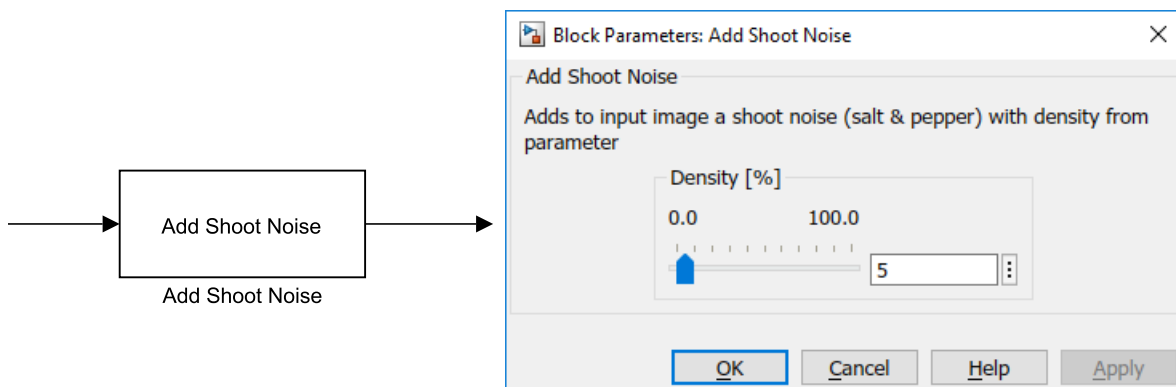 Add Shoot Noise
Add Shoot Noise
Block Parameters: Add Shoot Noise
Add Shoot Noise
Adds to input image a shoot noise (salt & pepper) with density from
parameter
Density [%]
0.0 100.0
5
OK Cancel Help Apply